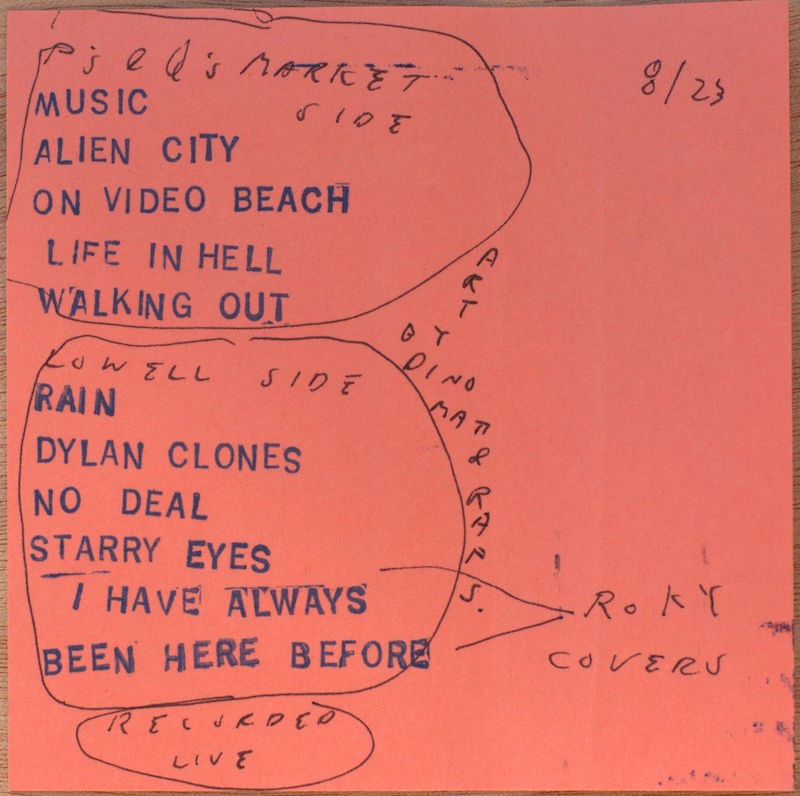 P's & Q's MARKET
SIDE
8/23
MUSIC
ALIEN CITY
ON VIDEO BEACH
LIFE IN HELL
WALKING OUT
LOWELL SIDE
RAIN
DYLAN CLONES
NO DEAL
STARRY EYES
I HAVE ALWAYS
BEEN HERE BEFORE
ART
BY
DINO
MATT
&
RAPS.
ROKY
COVERS
RECORDED
LIVE